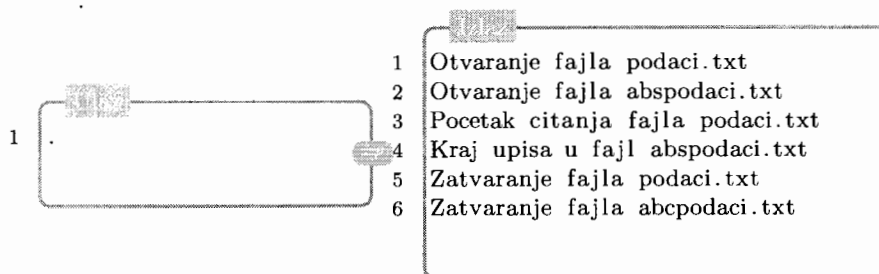 1
1 Otvaranje fajla podaci.txt
2 Otvaranje fajla abspodaci.txt
3 Pocetak citanja fajla podaci.txt
4 Kraj upisa u fajl abspodaci.txt
5 Zatvaranje fajla podaci.txt
6 Zatvaranje fajla abcpodaci.txt